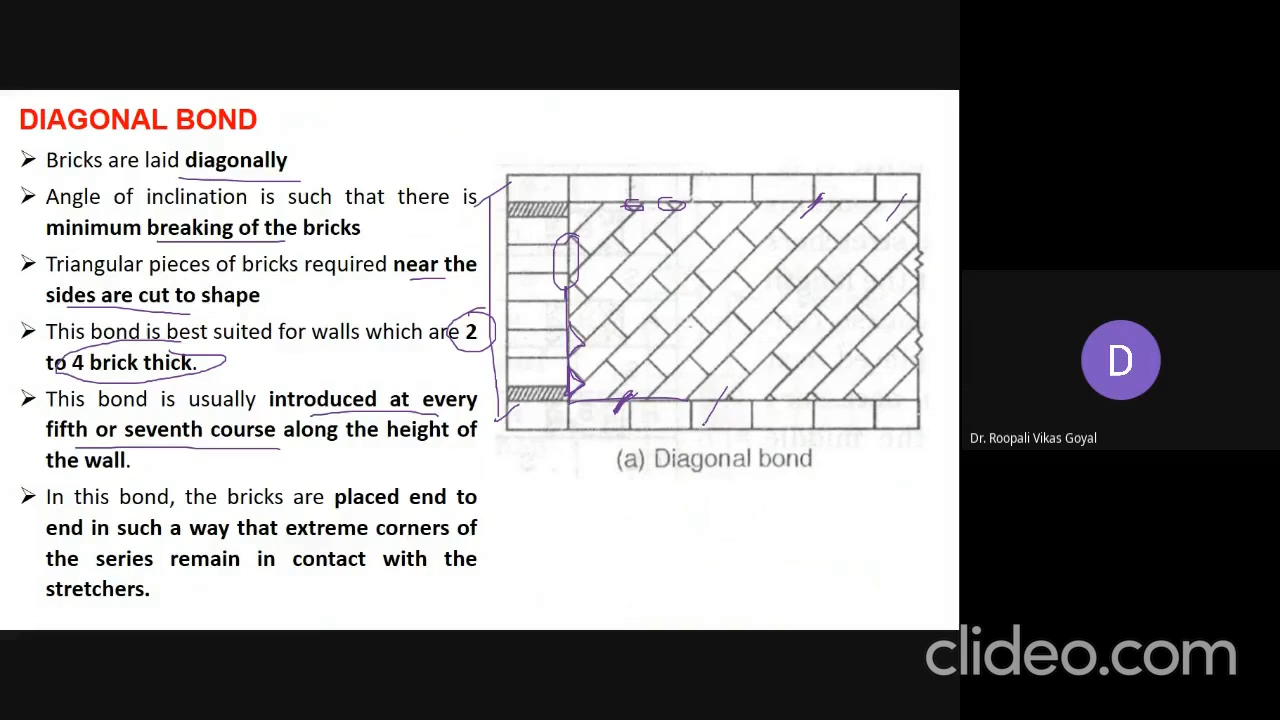 DIAGONAL BOND
➢ Bricks are laid diagonally
➢ Angle of inclination is such that there is
minimum breaking of the bricks
➢ Triangular pieces of bricks required near the
sides are cut to shape
➢ This bond is best suited for walls which are 2
to 4 brick thick.
➢ This bond is usually introduced at every
fifth or seventh course along the height of
the wall.
➢ In this bond, the bricks are placed end to
end in such a way that extreme corners of
the series remain in contact with the
stretchers.
(a) Diagonal bond
D
Dr. Roopali Vikas Goyal
clideo.com